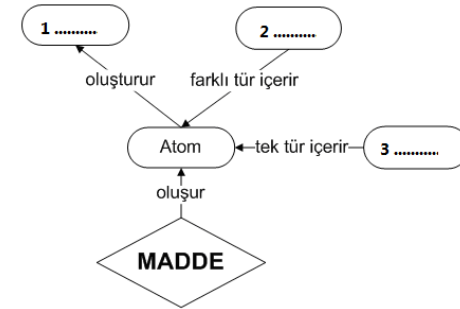 1 ..........
2 ..........
oluşturur
farklı tür içerir
Atom
tek tür içerir
3 ..........
oluşur
MADDE